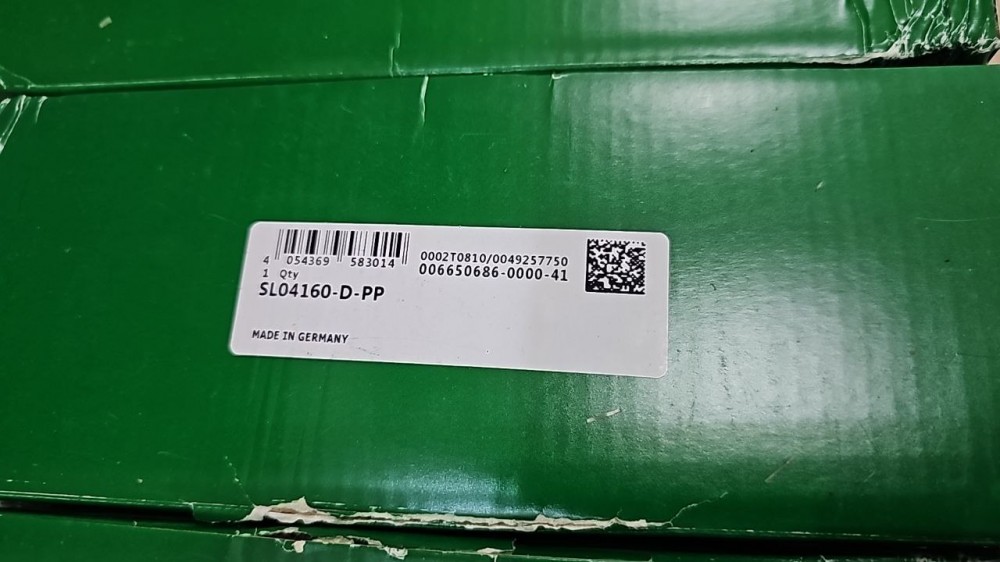 4 054369 583014
1 Qty
SL04160-D-PP
MADE IN GERMANY
0002T0810/0049257750
006650686-0000-41